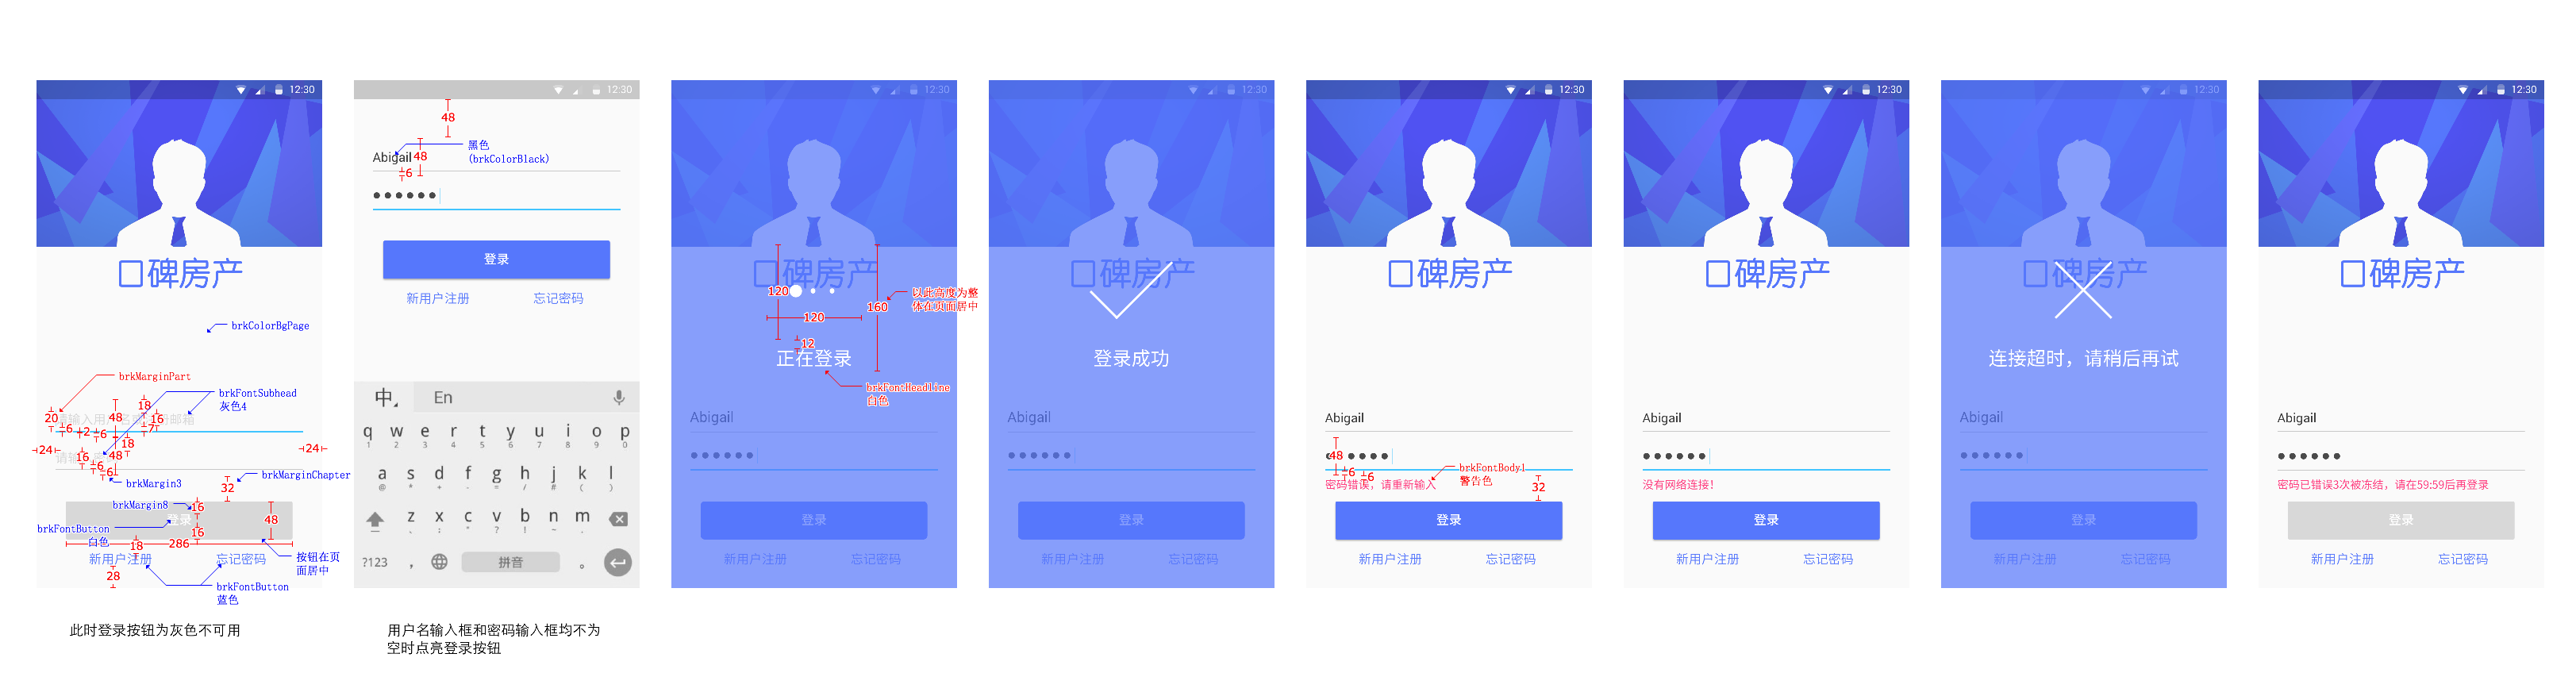 12:30
口碑房产
brkColorBgPage
brkMarginPart
brkFontSubhead
灰色4
20
48
18
16
6
2
6
7
18
24
24
16
48
6
6
brkMargin3
32
brkMarginChapter
brkMargin8
16
48
登录
brkFontButton
白色
16
18
286
新用户注册
忘记密码
按钮在页
面居中
28
brkFontButton
蓝色
此时登录按钮为灰色不可用
12:30
48
黑色
(brkColorBlack)
Abigail
48
6
登录
新用户注册
忘记密码
中
En
q w e r t y u i o p
1 2 3 4 5 6 7 8 9 0
a s d f g h j k l
@ * + - = / # ( )
z x c v b n m
?123
,
拼音
。
用户名输入框和密码输入框均不为
空时点亮登录按钮
12:30
口碑房产
120
160
以此高度为整
体在页面居中
120
12
正在登录
brkFontHeadline
白色
Abigail
登录
新用户注册
忘记密码
12:30
口碑房产
登录成功
Abigail
登录
新用户注册
忘记密码
12:30
口碑房产
Abigail
48
6
6
brkFontBody1
警告色
密码错误，请重新输入
32
登录
新用户注册
忘记密码
12:30
口碑房产
Abigail
没有网络连接！
登录
新用户注册
忘记密码
12:30
口碑房产
连接超时，请稍后再试
Abigail
登录
新用户注册
忘记密码
12:30
口碑房产
Abigail
密码已错误3次被冻结，请在59:59后再登录
登录
新用户注册
忘记密码